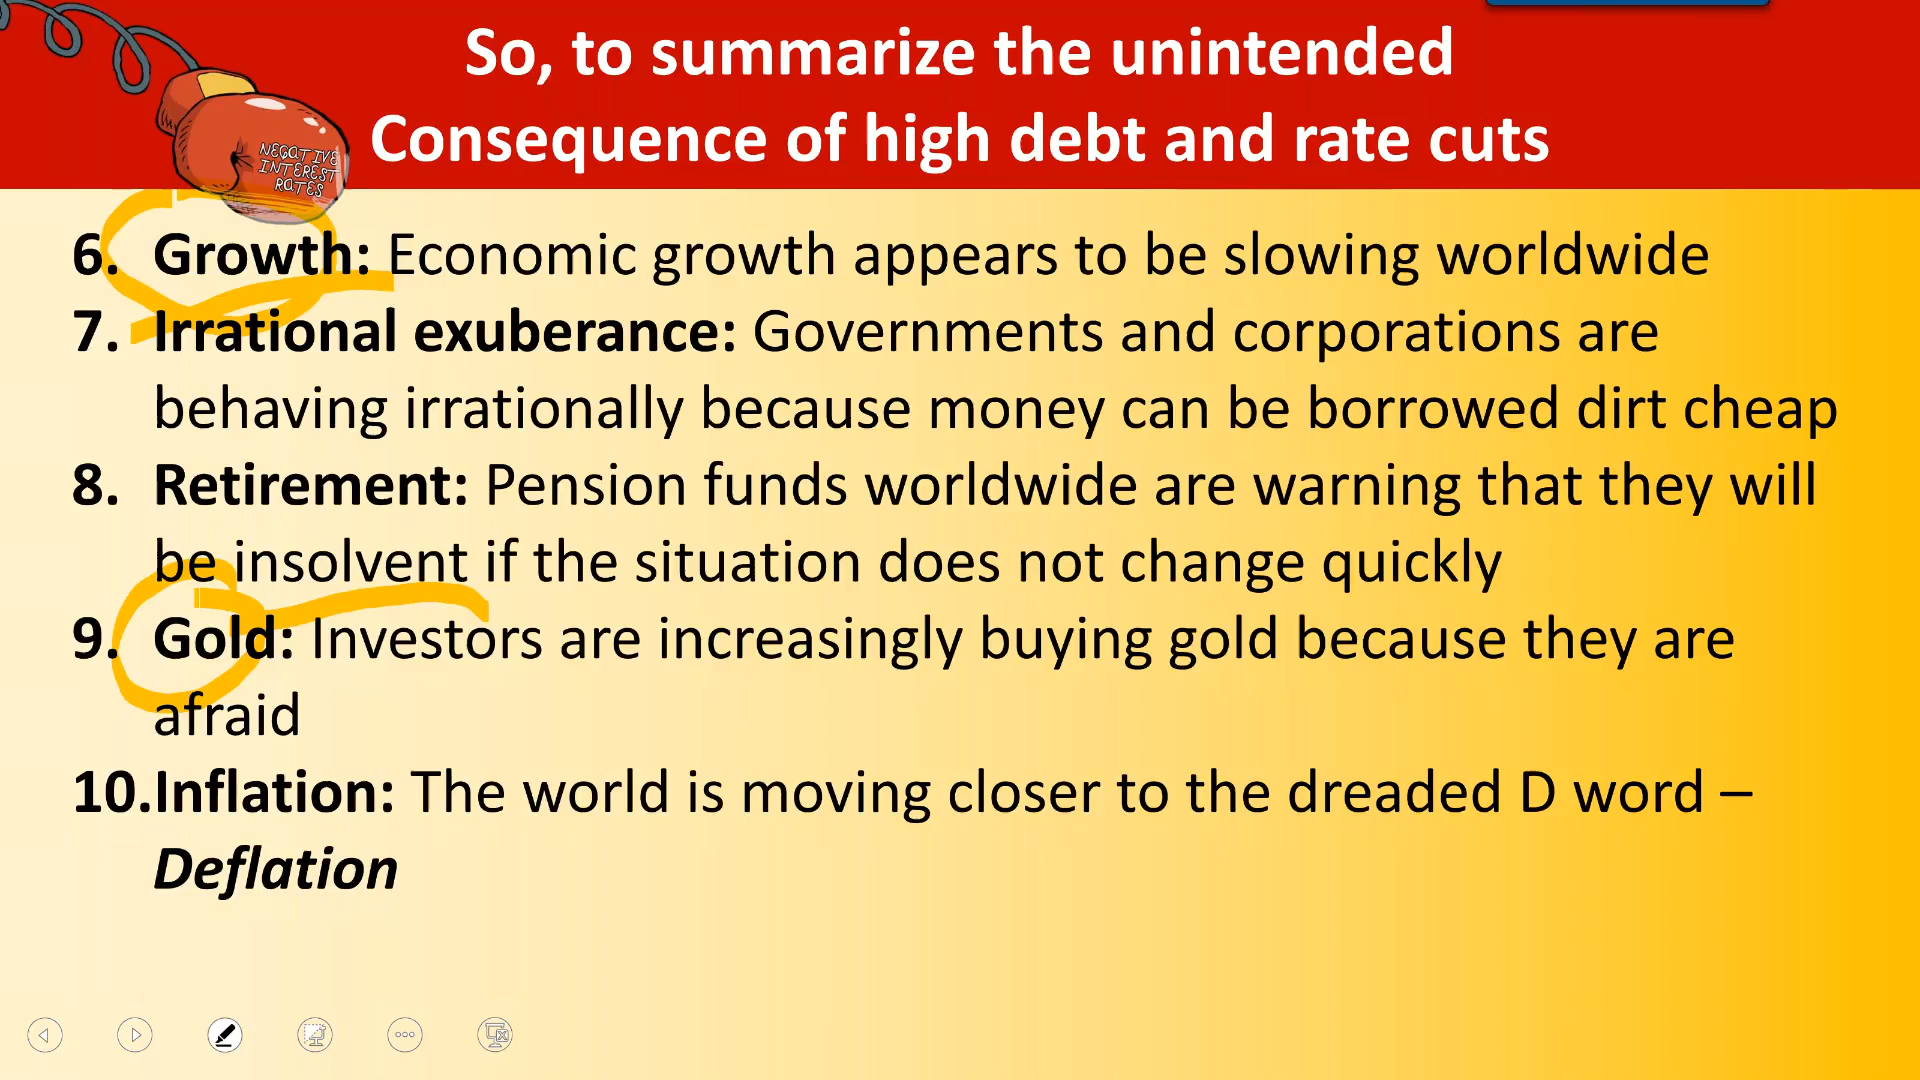 So, to summarize the unintended
Consequence of high debt and rate cuts
NEGATIVE
INTEREST
RATES
6. Growth: Economic growth appears to be slowing worldwide
7. Irrational exuberance: Governments and corporations are
behaving irrationally because money can be borrowed dirt cheap
8. Retirement: Pension funds worldwide are warning that they will
be insolvent if the situation does not change quickly
9. Gold: Investors are increasingly buying gold because they are
afraid
10.Inflation: The world is moving closer to the dreaded D word –
Deflation